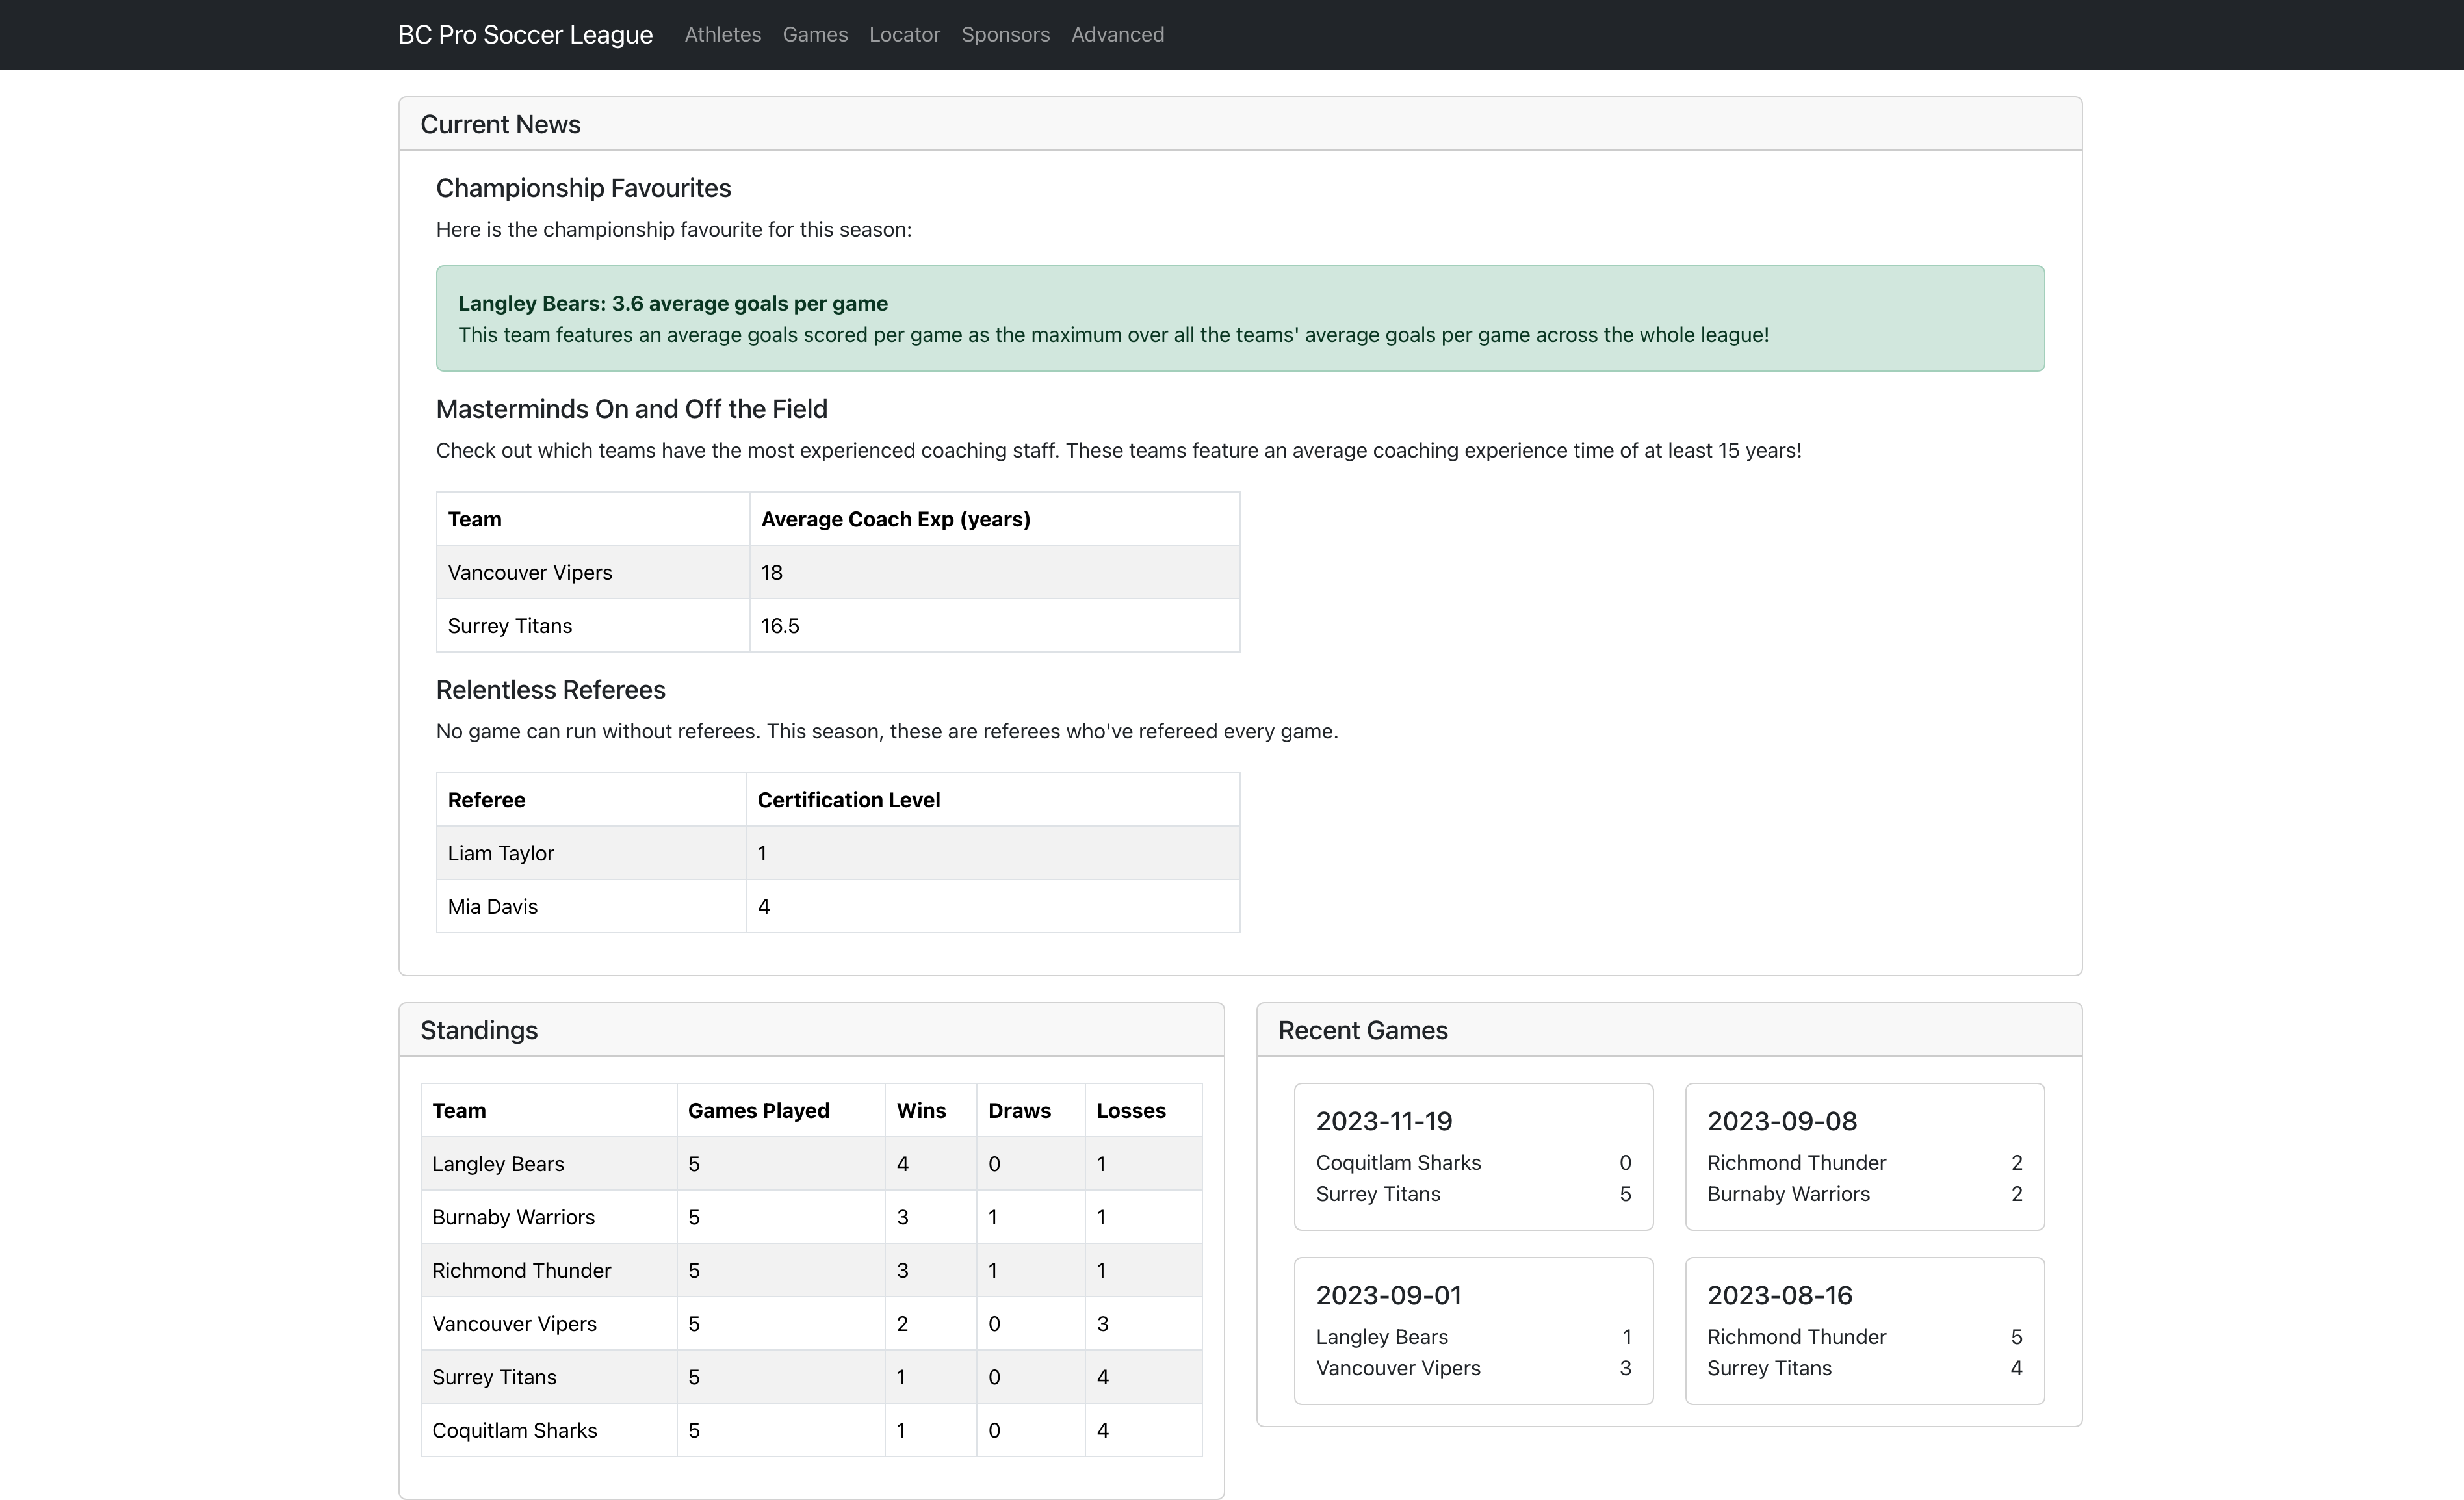 BC Pro Soccer League Athletes Games Locator Sponsors Advanced
Current News
Championship Favourites
Here is the championship favourite for this season:
Langley Bears: 3.6 average goals per game
This team features an average goals scored per game as the maximum over all the teams' average goals per game across the whole league!
Masterminds On and Off the Field
Check out which teams have the most experienced coaching staff. These teams feature an average coaching experience time of at least 15 years!
Team Average Coach Exp (years)
Vancouver Vipers 18
Surrey Titans 16.5
Relentless Referees
No game can run without referees. This season, these are referees who've refereed every game.
Referee Certification Level
Liam Taylor 1
Mia Davis 4
Standings
Team Games Played Wins Draws Losses
Langley Bears 5 4 0 1
Burnaby Warriors 5 3 1 1
Richmond Thunder 5 3 1 1
Vancouver Vipers 5 2 0 3
Surrey Titans 5 1 0 4
Coquitlam Sharks 5 1 0 4
Recent Games
2023-11-19
Coquitlam Sharks 0
Surrey Titans 5
2023-09-08
Richmond Thunder 2
Burnaby Warriors 2
2023-09-01
Langley Bears 1
Vancouver Vipers 3
2023-08-16
Richmond Thunder 5
Surrey Titans 4